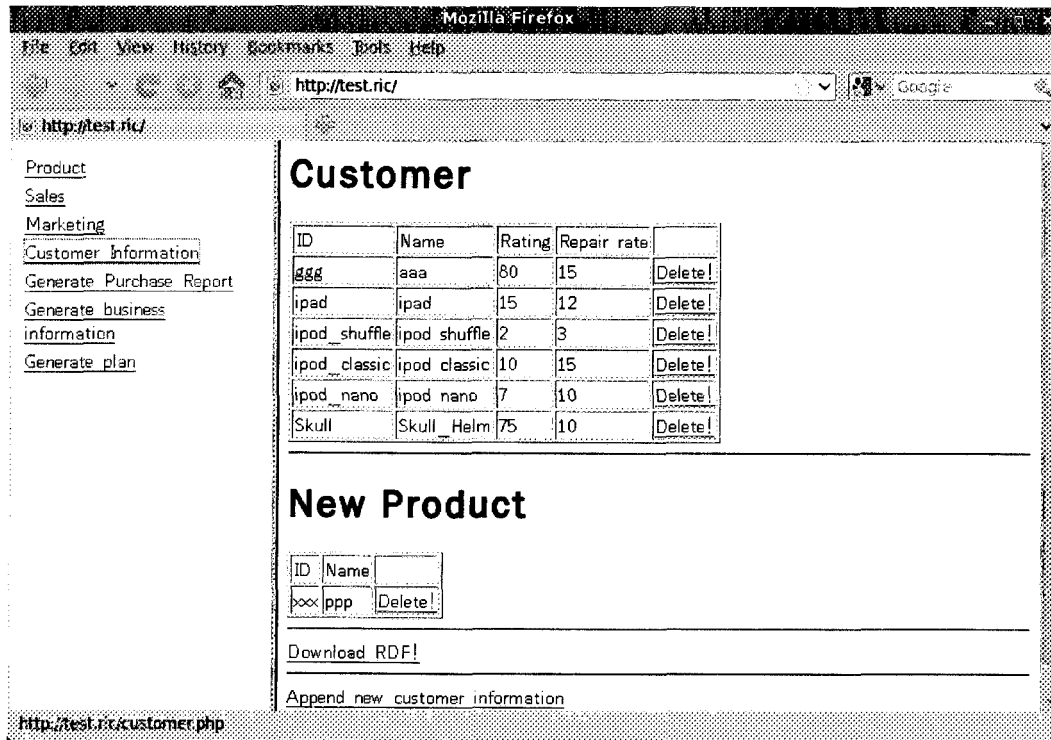 Mozilla Firefox
File Edit View History Bookmarks Tools Help
http://test.ric/
Google
http://test.ric/
Product
Sales
Marketing
Customer Information
Generate Purchase Report
Generate business
information
Generate plan
Customer
ID Name Rating Repair rate
ggg aaa 80 15 Delete!
ipad ipad 15 12 Delete!
ipod_shuffle ipod shuffle 2 3 Delete!
ipod_classic ipod classic 10 15 Delete!
ipod_nano ipod nano 7 10 Delete!
Skull Skull_Helm 75 10 Delete!
New Product
ID Name
xxx ppp Delete!
Download RDF!
Append new customer information
http://test.ric/customer.php